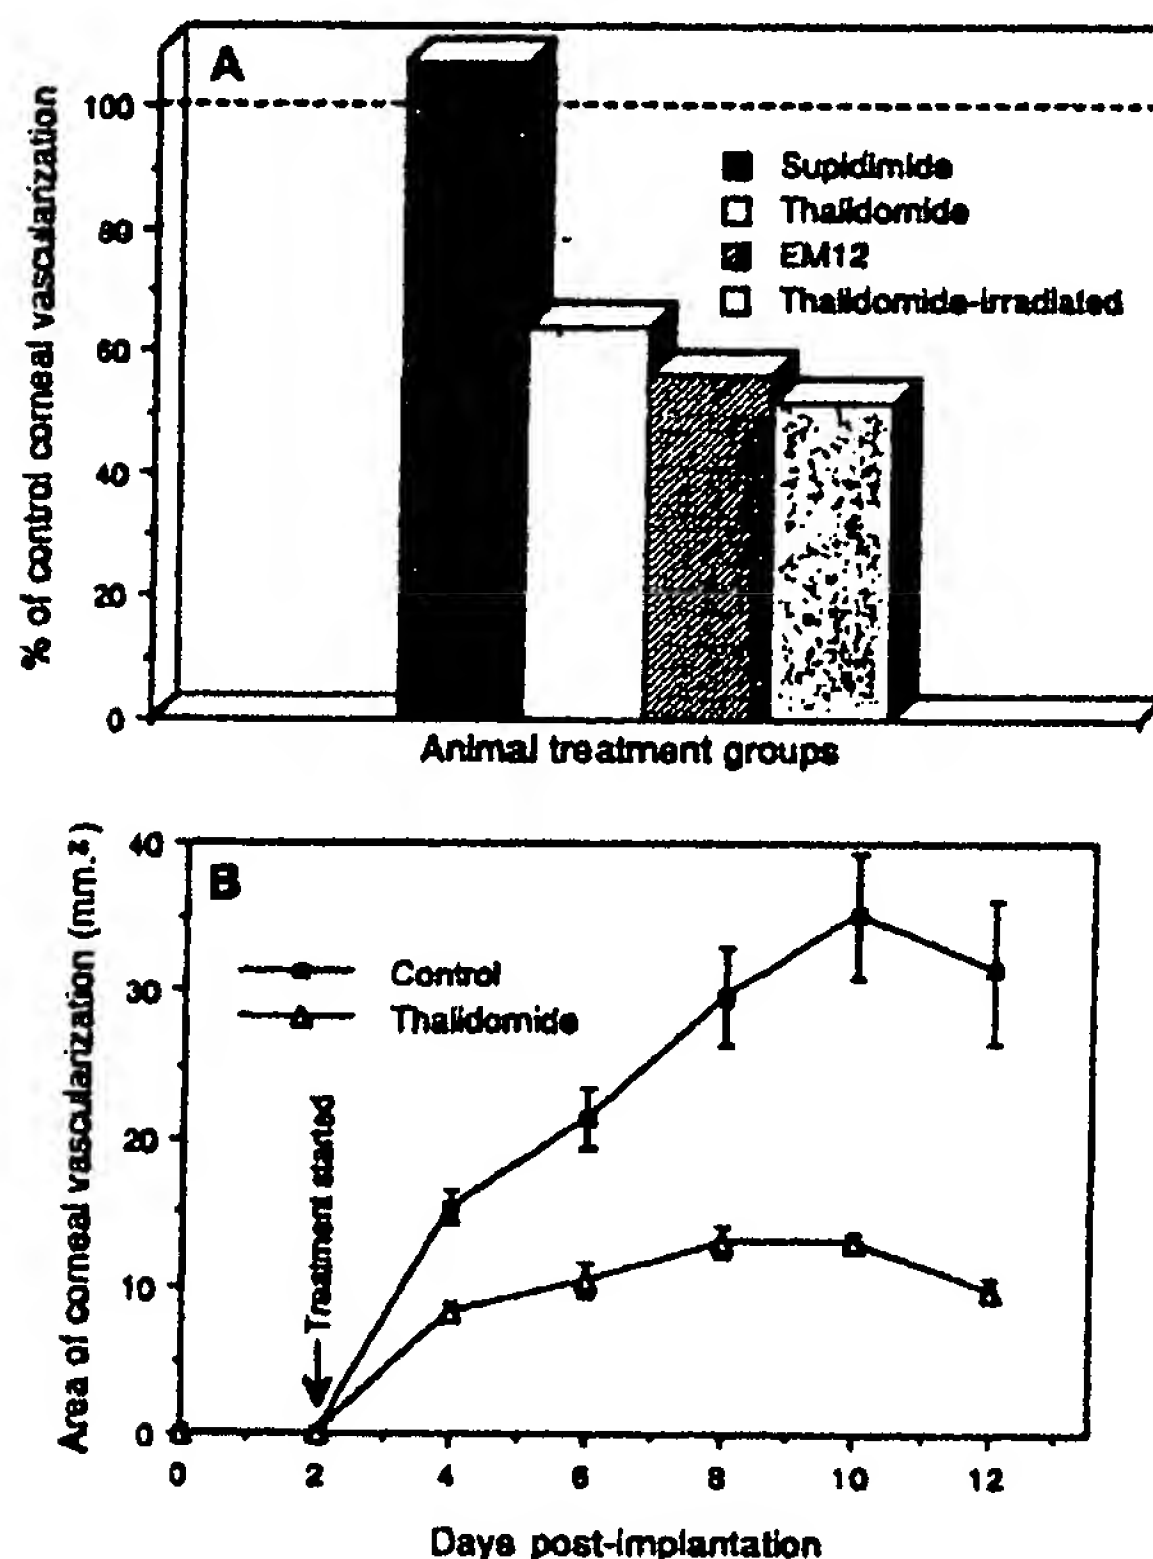 A
% of control corneal vascularization
100
80
60
40
20
0
Supidimide
Thalidomide
EM12
Thalidomide-irradiated
Animal treatment groups
B
Area of corneal vascularization (mm.²)
40
30
20
10
0
Control
Thalidomide
Treatment started
0 2 4 6 8 10 12
Days post-implantation